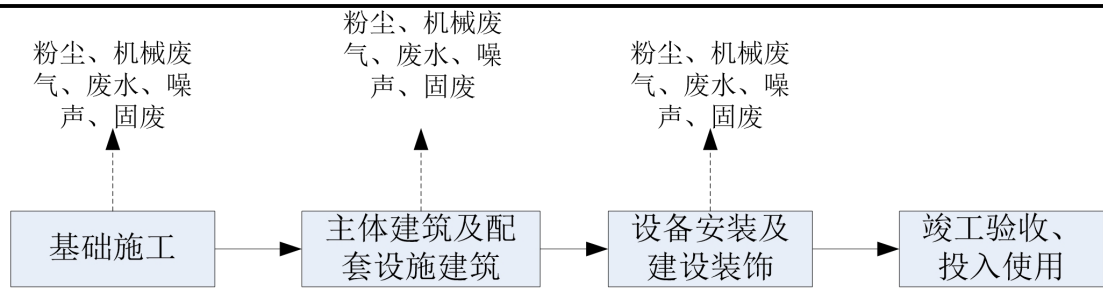 粉尘、机械废
气、废水、噪
声、固废
粉尘、机械废
气、废水、噪
声、固废
粉尘、机械废
气、废水、噪
声、固废
基础施工
主体建筑及配
套设施建筑
设备安装及
建设装饰
竣工验收、
投入使用